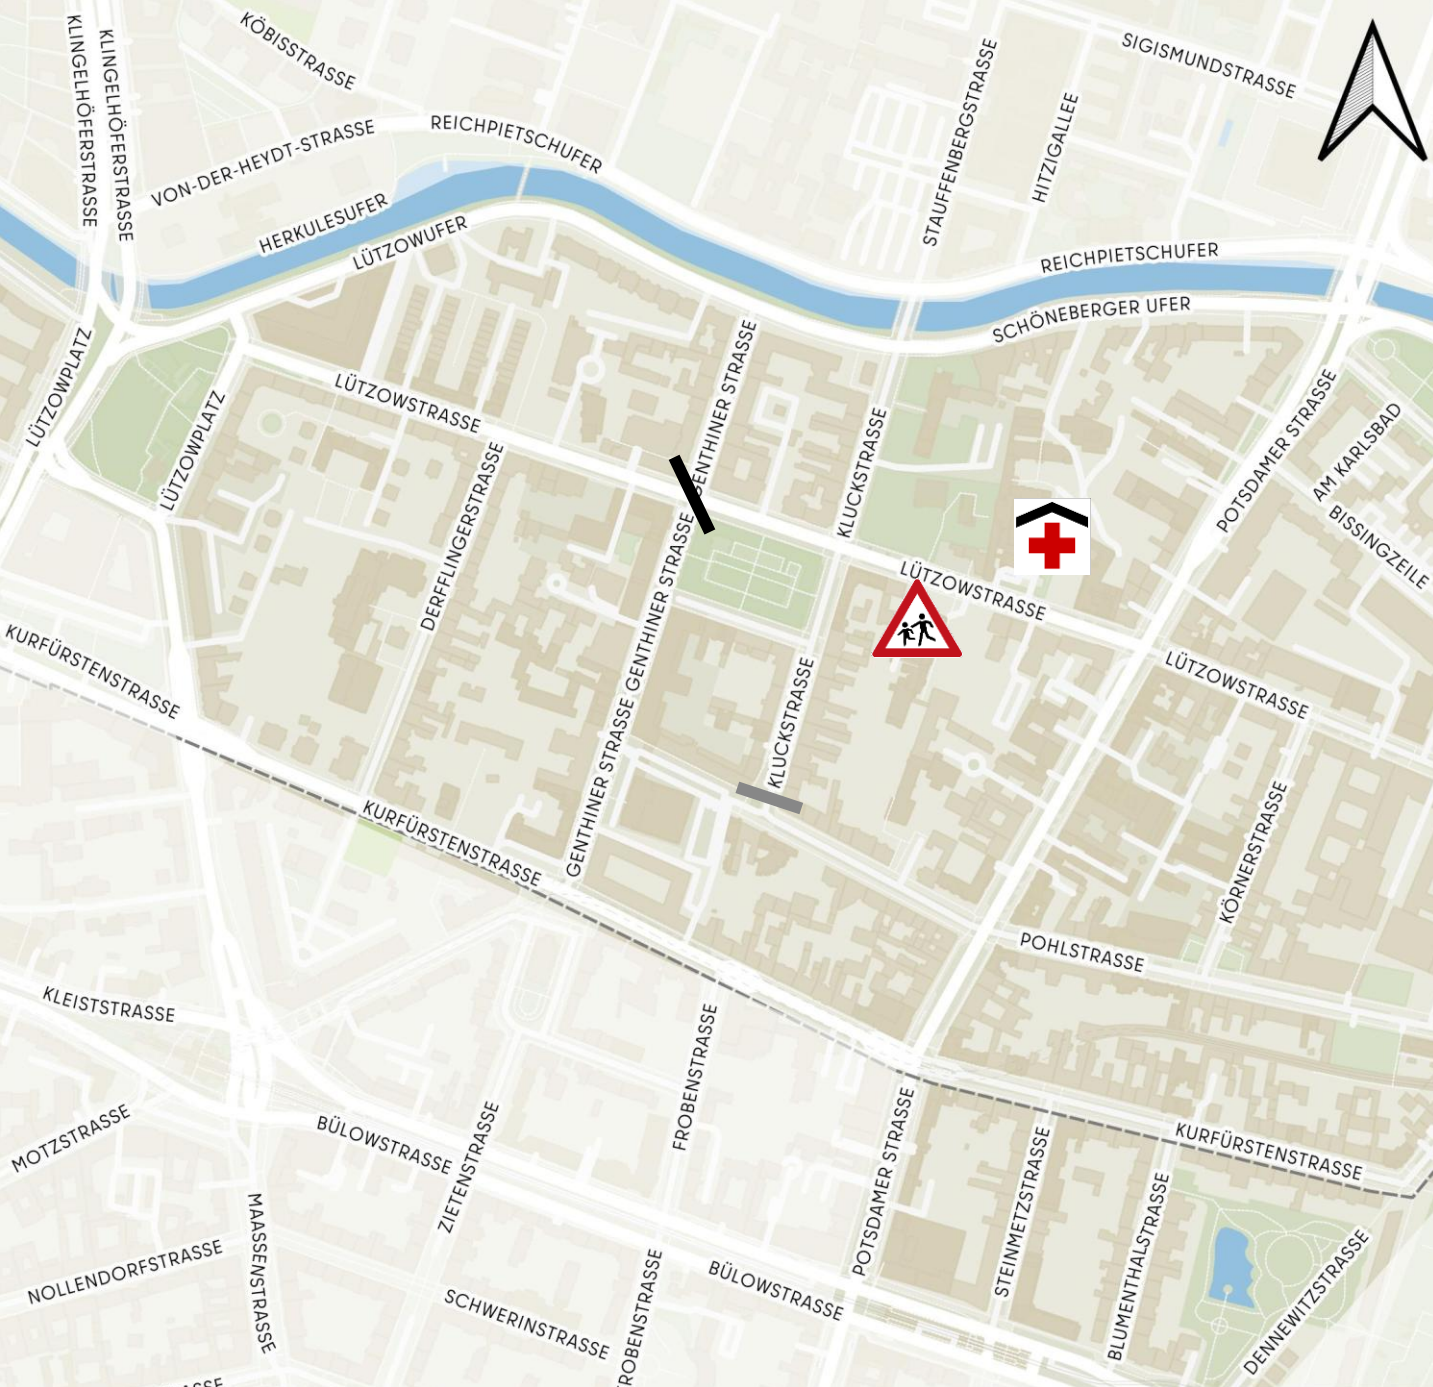 KLINGELHÖFERSTRASSE
KLINGELHÖFERSTRASSE
KÖBISSTRASSE
SIGISMUNDSTRASSE
STAUFFENBERGSTRASSE
HITZIGALLEE
VON-DER-HEYDT-STRASSE
REICHPIETSCHUFER
HERKULESUFER
LÜTZOWUFER
REICHPIETSCHUFER
SCHÖNEBERGER UFER
LÜTZOWPLATZ
LÜTZOWPLATZ
LÜTZOWSTRASSE
GENTHINER STRASSE
KLUCKSTRASSE
POTSDAMER STRASSE
AM KARLSBAD
BISSINGZEILE
DERFFLINGERSTRASSE
GENTHINER STRASSE
LÜTZOWSTRASSE
KURFÜRSTENSTRASSE
KLUCKSTRASSE
LÜTZOWSTRASSE
GENTHINER STRASSE
KURFÜRSTENSTRASSE
KÖRNERSTRASSE
POHLSTRASSE
KLEISTSTRASSE
FROBENSTRASSE
MOTZSTRASSE
BÜLOWSTRASSE
ZIETENSTRASSE
POTSDAMER STRASSE
STEINMETZSTRASSE
KURFÜRSTENSTRASSE
BLUMENTHALSTRASSE
MAASSENSTRASSE
NOLLENDORFSTRASSE
SCHWERINSTRASSE
FROBENSTRASSE
BÜLOWSTRASSE
DENNEWITZSTRASSE